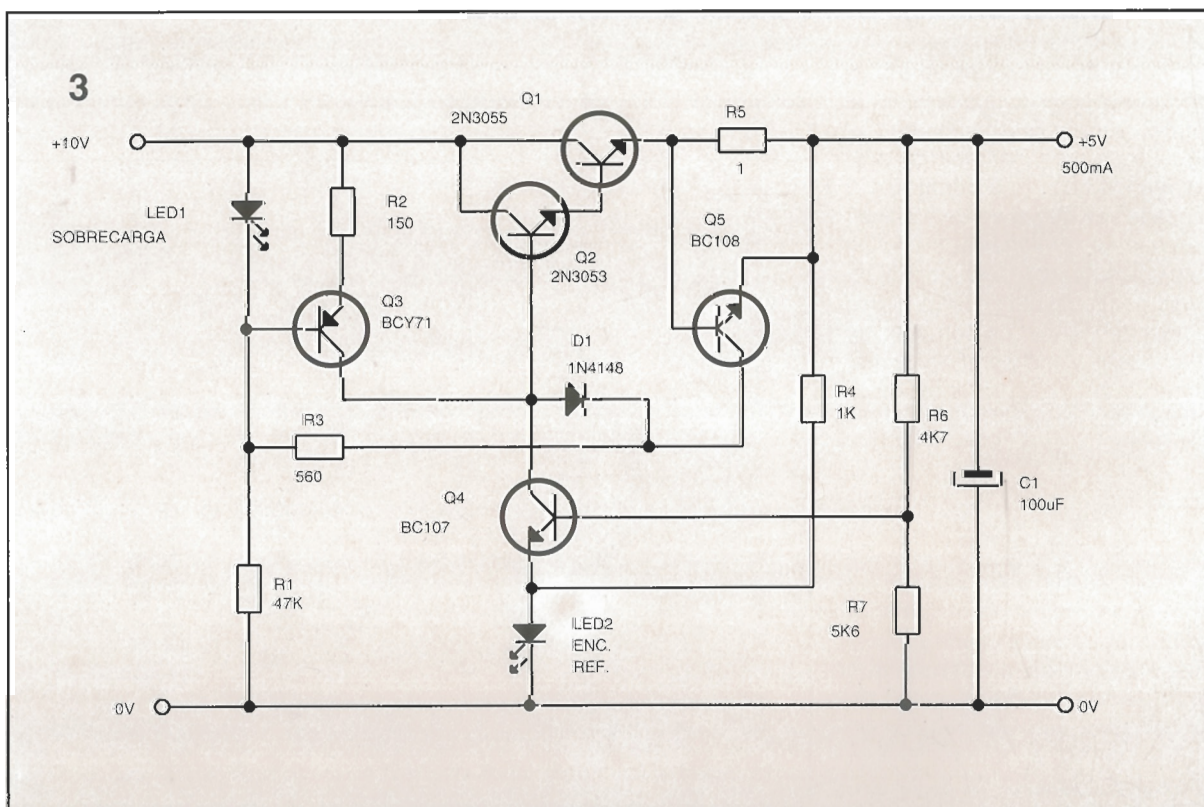 3
Q1
2N3055
R5
1
+10V
+5V
500mA
LED1
SOBRECARGA
R2
150
Q2
2N3053
Q5
BC108
Q3
BCY71
D1
1N4148
R4
1K
R6
4K7
R3
560
C1
100uF
Q4
BC107
R1
47K
LED2
ENC.
REF.
R7
5K6
0V
0V